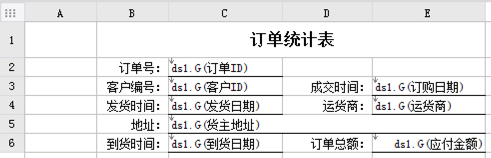 A B C D E
1 订单统计表
2 订单号： ds1.G(订单ID)
3 客户编号： ds1.G(客户ID) 成交时间： ds1.G(订购日期)
4 发货时间： ds1.G(发货日期) 运货商： ds1.G(运货商)
5 地址： ds1.G(货主地址)
6 到货时间： ds1.G(到货日期) 订单总额： ds1.G(应付金额)